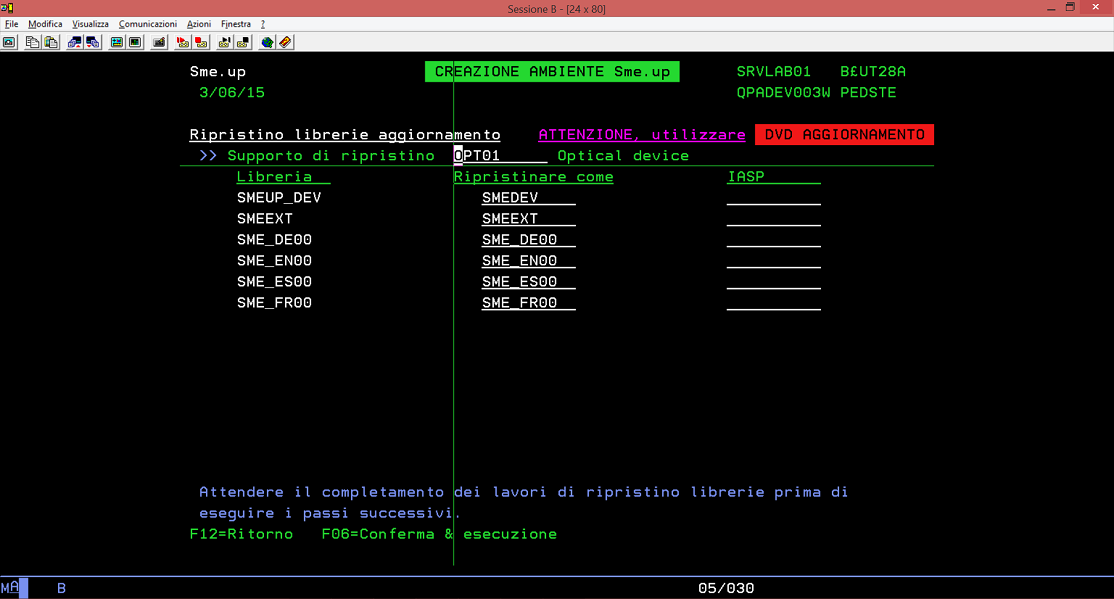 Sessione B - [24 x 80]
File Modifica Visualizza Comunicazioni Azioni Finestra ?
Sme.up CREAZIONE AMBIENTE Sme.up SRVLAB01 B£UT28A
3/06/15 QPADEV003W PEDSTE
Ripristino librerie aggiornamento ATTENZIONE, utilizzare DVD AGGIORNAMENTO
>> Supporto di ripristino OPT01 Optical device
Libreria Ripristinare come IASP
SMEUP_DEV SMEDEV
SMEEXT SMEEXT
SME_DE00 SME_DE00
SME_EN00 SME_EN00
SME_ES00 SME_ES00
SME_FR00 SME_FR00
Attendere il completamento dei lavori di ripristino librerie prima di
eseguire i passi successivi.
F12=Ritorno F06=Conferma & esecuzione
MA B 05/030